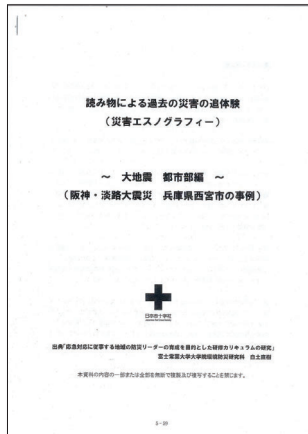 読み物による過去の災害の追体験
（災害エスノグラフィー）
～ 大地震 都市部編 ～
（阪神・淡路大震災 兵庫県西宮市の事例）
日本赤十字社
出典「応急対応に従事する地域の防災リーダーの育成を目的とした研修カリキュラムの研究」
富士常葉大学大学院環境防災研究科
本資料の内容の一部または全部を無断で複製及び複写することを禁じます。